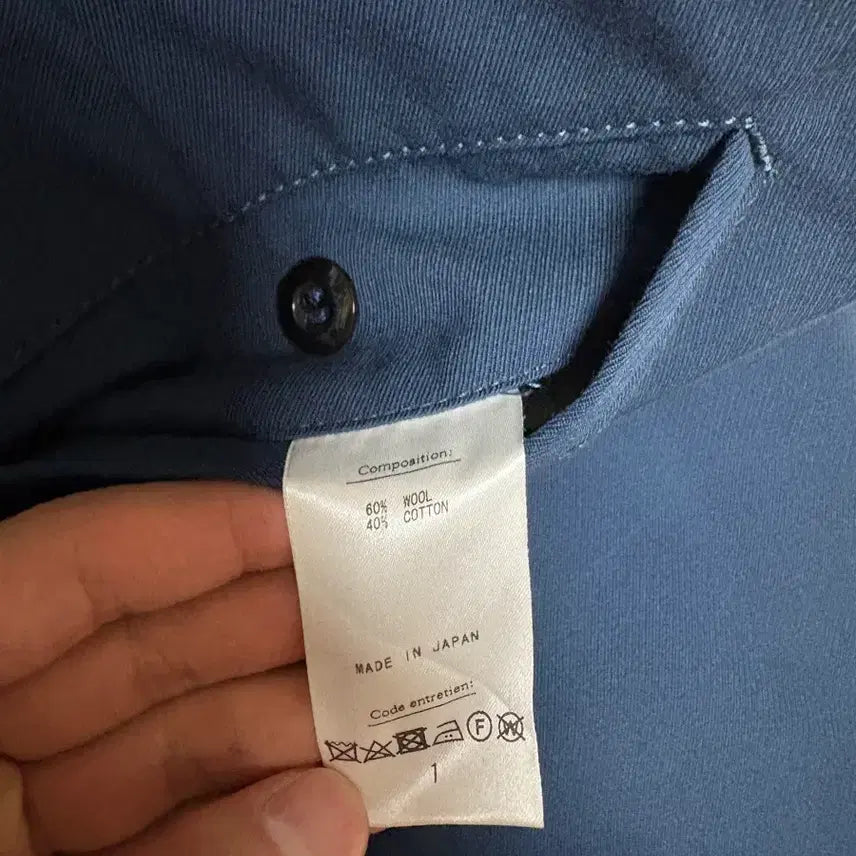 Composition:
60% WOOL
40% COTTON
MADE IN JAPAN
Code entretien:
F W
1